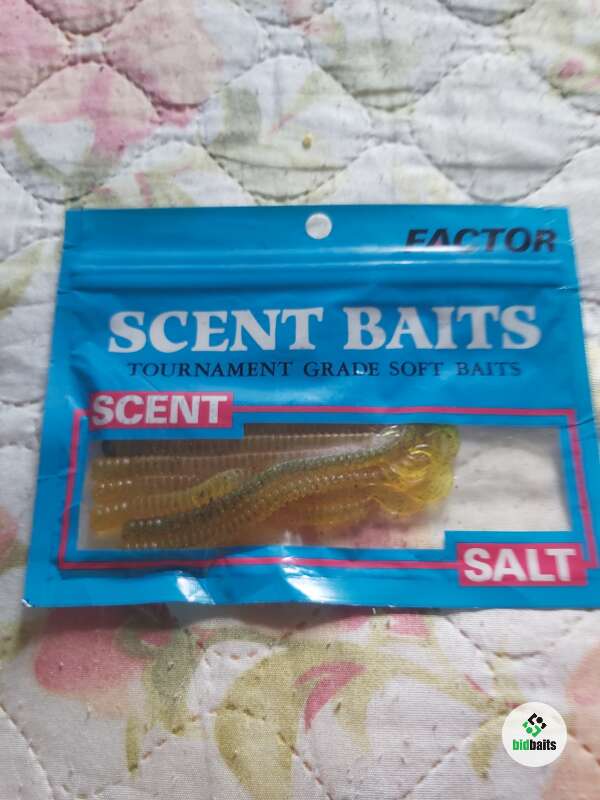 FACTOR
SCENT BAITS
TOURNAMENT GRADE SOFT BAITS
SCENT
SALT
bidbaits